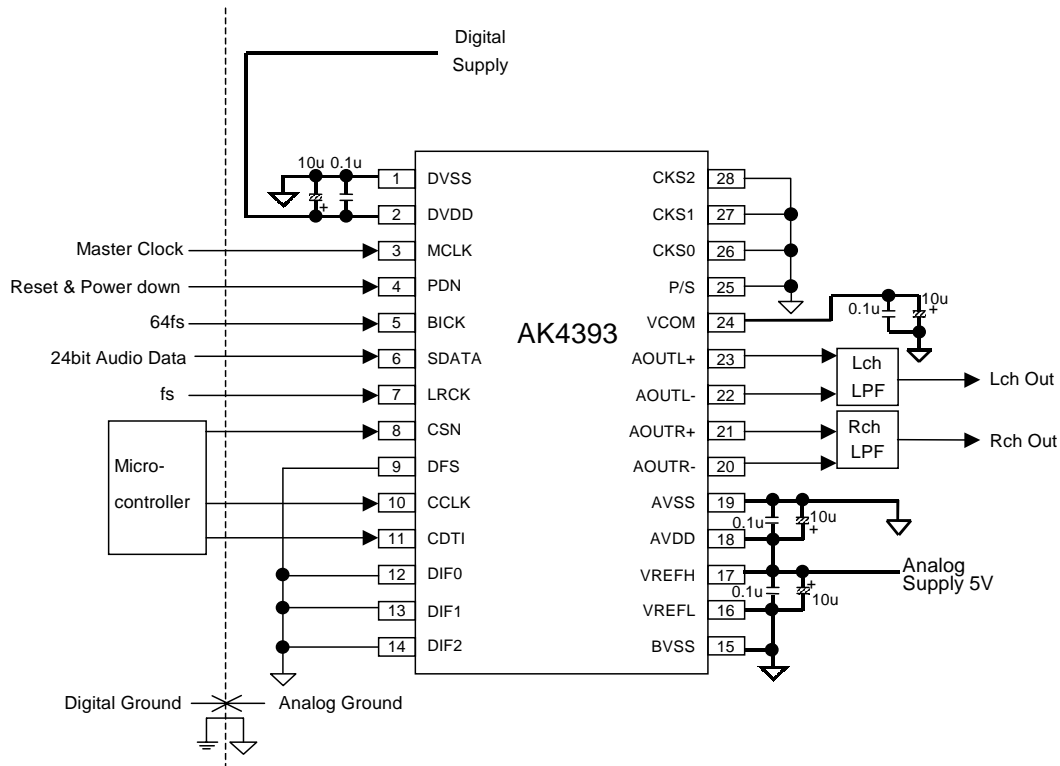 Digital
Supply
10u 0.1u
1 DVSS CKS2 28
2 DVDD CKS1 27
+
Master Clock 3 MCLK CKS0 26
Reset & Power down 4 PDN P/S 25
64fs 5 BICK AK4393 VCOM 24 0.1u 10u
+
24bit Audio Data 6 SDATA AOUTL+ 23 Lch
LPF Lch Out
fs 7 LRCK AOUTL- 22
8 CSN AOUTR+ 21 Rch
LPF Rch Out
Micro-
controller
9 DFS AOUTR- 20
10 CCLK AVSS 19
0.1u 10u
+
11 CDTI AVDD 18
12 DIF0 VREFH 17 Analog
Supply 5V
0.1u + 10u
13 DIF1 VREFL 16
14 DIF2 BVSS 15
Digital Ground Analog Ground